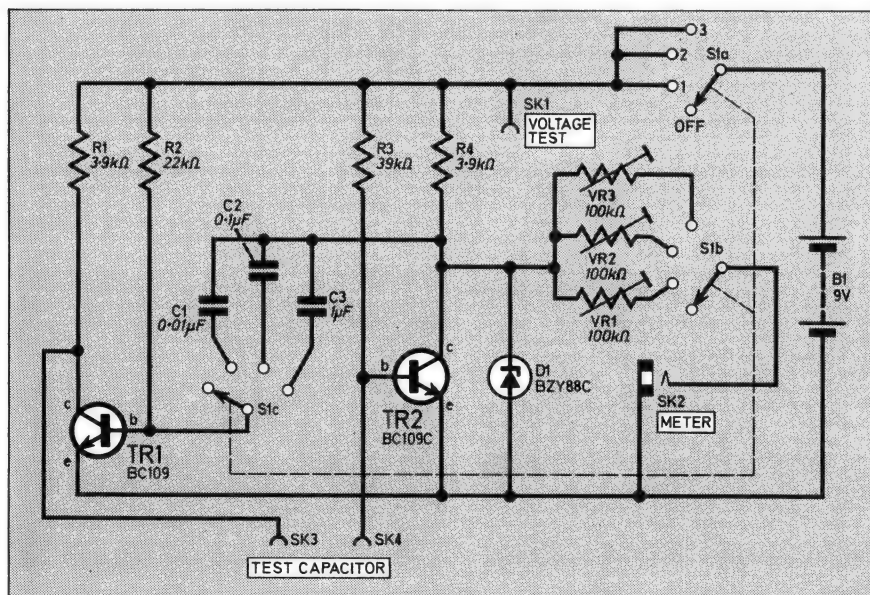 3
2
1
S1a
OFF
SK1
VOLTAGE
TEST
R1
3·9kΩ
R2
22kΩ
R3
39kΩ
R4
3·9kΩ
VR3
100kΩ
VR2
100kΩ
VR1
100kΩ
S1b
B1
9V
C2
0·1µF
C1
0·01µF
C3
1µF
S1c
c
b
e
TR1
BC109
b
c
e
TR2
BC109C
D1
BZY88C
SK2
METER
SK3
SK4
TEST CAPACITOR